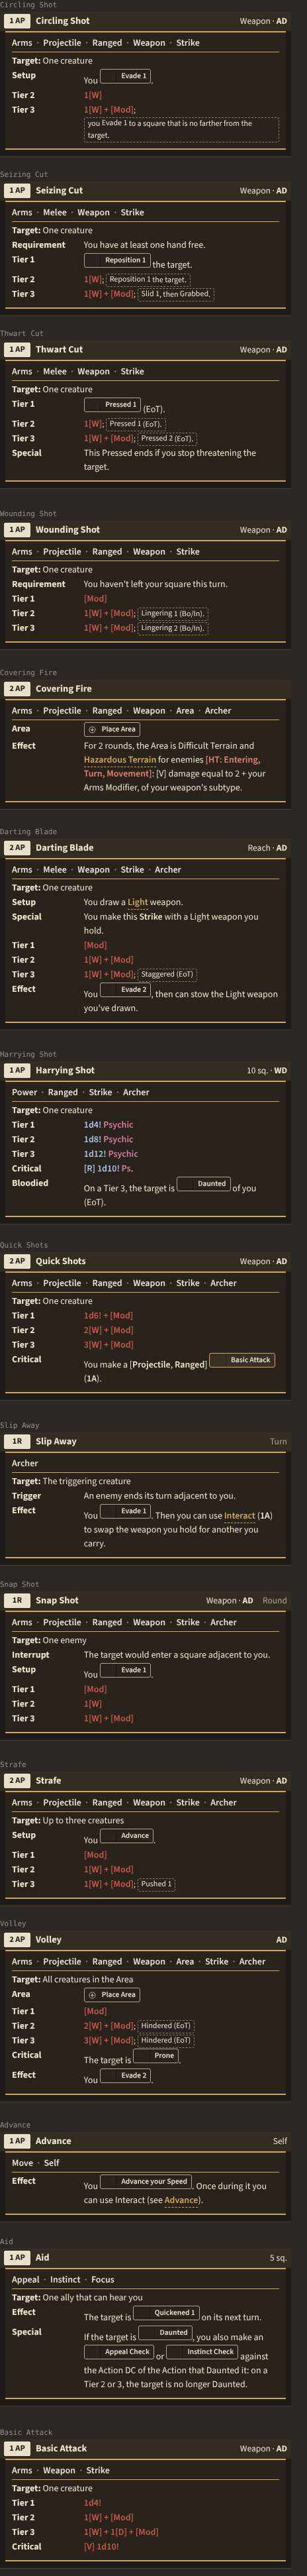 Circling Shot
1 AP Circling Shot Weapon · AD
Arms · Projectile · Ranged · Weapon · Strike
Target: One creature
Setup You Evade 1.
Tier 2 1[W]
Tier 3 1[W] + [Mod];
you Evade 1 to a square that is no farther from the
target.
Seizing Cut
1 AP Seizing Cut Weapon · AD
Arms · Melee · Weapon · Strike
Target: One creature
Requirement You have at least one hand free.
Tier 1 Reposition 1 the target.
Tier 2 1[W]; Reposition 1 the target.
Tier 3 1[W] + [Mod]; Slid 1, then Grabbed.
Thwart Cut
1 AP Thwart Cut Weapon · AD
Arms · Melee · Weapon · Strike
Target: One creature
Tier 1 Pressed 1 (EoT).
Tier 2 1[W]; Pressed 1 (EoT).
Tier 3 1[W] + [Mod]; Pressed 2 (EoT).
Special This Pressed ends if you stop threatening the
target.
Wounding Shot
1 AP Wounding Shot Weapon · AD
Arms · Projectile · Ranged · Weapon · Strike
Target: One creature
Requirement You haven't left your square this turn.
Tier 1 [Mod]
Tier 2 1[W] + [Mod]; Lingering 1 (Bo/In).
Tier 3 1[W] + [Mod]; Lingering 2 (Bo/In).
Covering Fire
2 AP Covering Fire
Arms · Projectile · Ranged · Weapon · Area · Archer
Area Place Area
Effect For 2 rounds, the Area is Difficult Terrain and
Hazardous Terrain for enemies [HT: Entering,
Turn, Movement]: [V] damage equal to 2 + your
Arms Modifier, of your weapon's subtype.
Darting Blade
2 AP Darting Blade Reach · AD
Arms · Melee · Weapon · Strike · Archer
Target: One creature
Setup You draw a Light weapon.
Special You make this Strike with a Light weapon you
hold.
Tier 1 [Mod]
Tier 2 1[W] + [Mod]
Tier 3 1[W] + [Mod]; Staggered (EoT)
Effect You Evade 2, then can stow the Light weapon
you've drawn.
Harrying Shot
1 AP Harrying Shot 10 sq. · WD
Power · Ranged · Strike · Archer
Target: One creature
Tier 1 1d4! Psychic
Tier 2 1d8! Psychic
Tier 3 1d12! Psychic
Critical [R] 1d10! Ps.
Bloodied On a Tier 3, the target is Daunted of you
(EoT).
Quick Shots
2 AP Quick Shots Weapon · AD
Arms · Projectile · Ranged · Weapon · Strike · Archer
Target: One creature
Tier 1 1d6! + [Mod]
Tier 2 2[W] + [Mod]
Tier 3 3[W] + [Mod]
Critical You make a [Projectile, Ranged] Basic Attack
(1A).
Slip Away
1R Slip Away Turn
Archer
Target: The triggering creature
Trigger An enemy ends its turn adjacent to you.
Effect You Evade 1. Then you can use Interact (1A)
to swap the weapon you hold for another you
carry.
Snap Shot
1R Snap Shot Weapon · AD Round
Arms · Projectile · Ranged · Weapon · Strike · Archer
Target: One enemy
Interrupt The target would enter a square adjacent to you.
Setup You Evade 1.
Tier 1 [Mod]
Tier 2 1[W]
Tier 3 1[W] + [Mod]
Strafe
2 AP Strafe Weapon · AD
Arms · Projectile · Ranged · Weapon · Strike · Archer
Target: Up to three creatures
Setup You Advance.
Tier 1 [Mod]
Tier 2 1[W] + [Mod]
Tier 3 1[W] + [Mod]; Pushed 1
Volley
2 AP Volley AD
Arms · Projectile · Ranged · Weapon · Area · Strike · Archer
Target: All creatures in the Area
Area Place Area
Tier 1 [Mod]
Tier 2 2[W] + [Mod]; Hindered (EoT)
Tier 3 3[W] + [Mod]; Hindered (EoT)
Critical The target is Prone.
Effect You Evade 2.
Advance
1 AP Advance Self
Move · Self
Effect You Advance your Speed. Once during it you
can use Interact (see Advance).
Aid
1 AP Aid 5 sq.
Appeal · Instinct · Focus
Target: One ally that can hear you
Effect The target is Quickened 1 on its next turn.
Special If the target is Daunted, you also make an
Appeal Check or Instinct Check against
the Action DC of the Action that Daunted it: on a
Tier 2 or 3, the target is no longer Daunted.
Basic Attack
1 AP Basic Attack Weapon · AD
Arms · Weapon · Strike
Target: One creature
Tier 1 1d4!
Tier 2 1[W] + [Mod]
Tier 3 1[W] + 1[D] + [Mod]
Critical [V] 1d10!